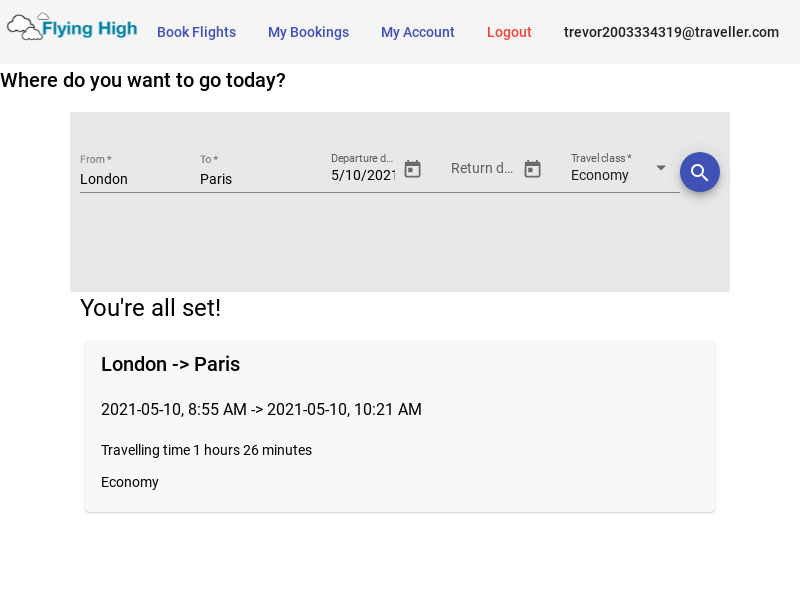 Flying High Book Flights My Bookings My Account Logout trevor2003334319@traveller.com
Where do you want to go today?
From * To * Departure d... Return d... Travel class *
London Paris 5/10/2021 Economy
You're all set!
London -> Paris
2021-05-10, 8:55 AM -> 2021-05-10, 10:21 AM
Travelling time 1 hours 26 minutes
Economy